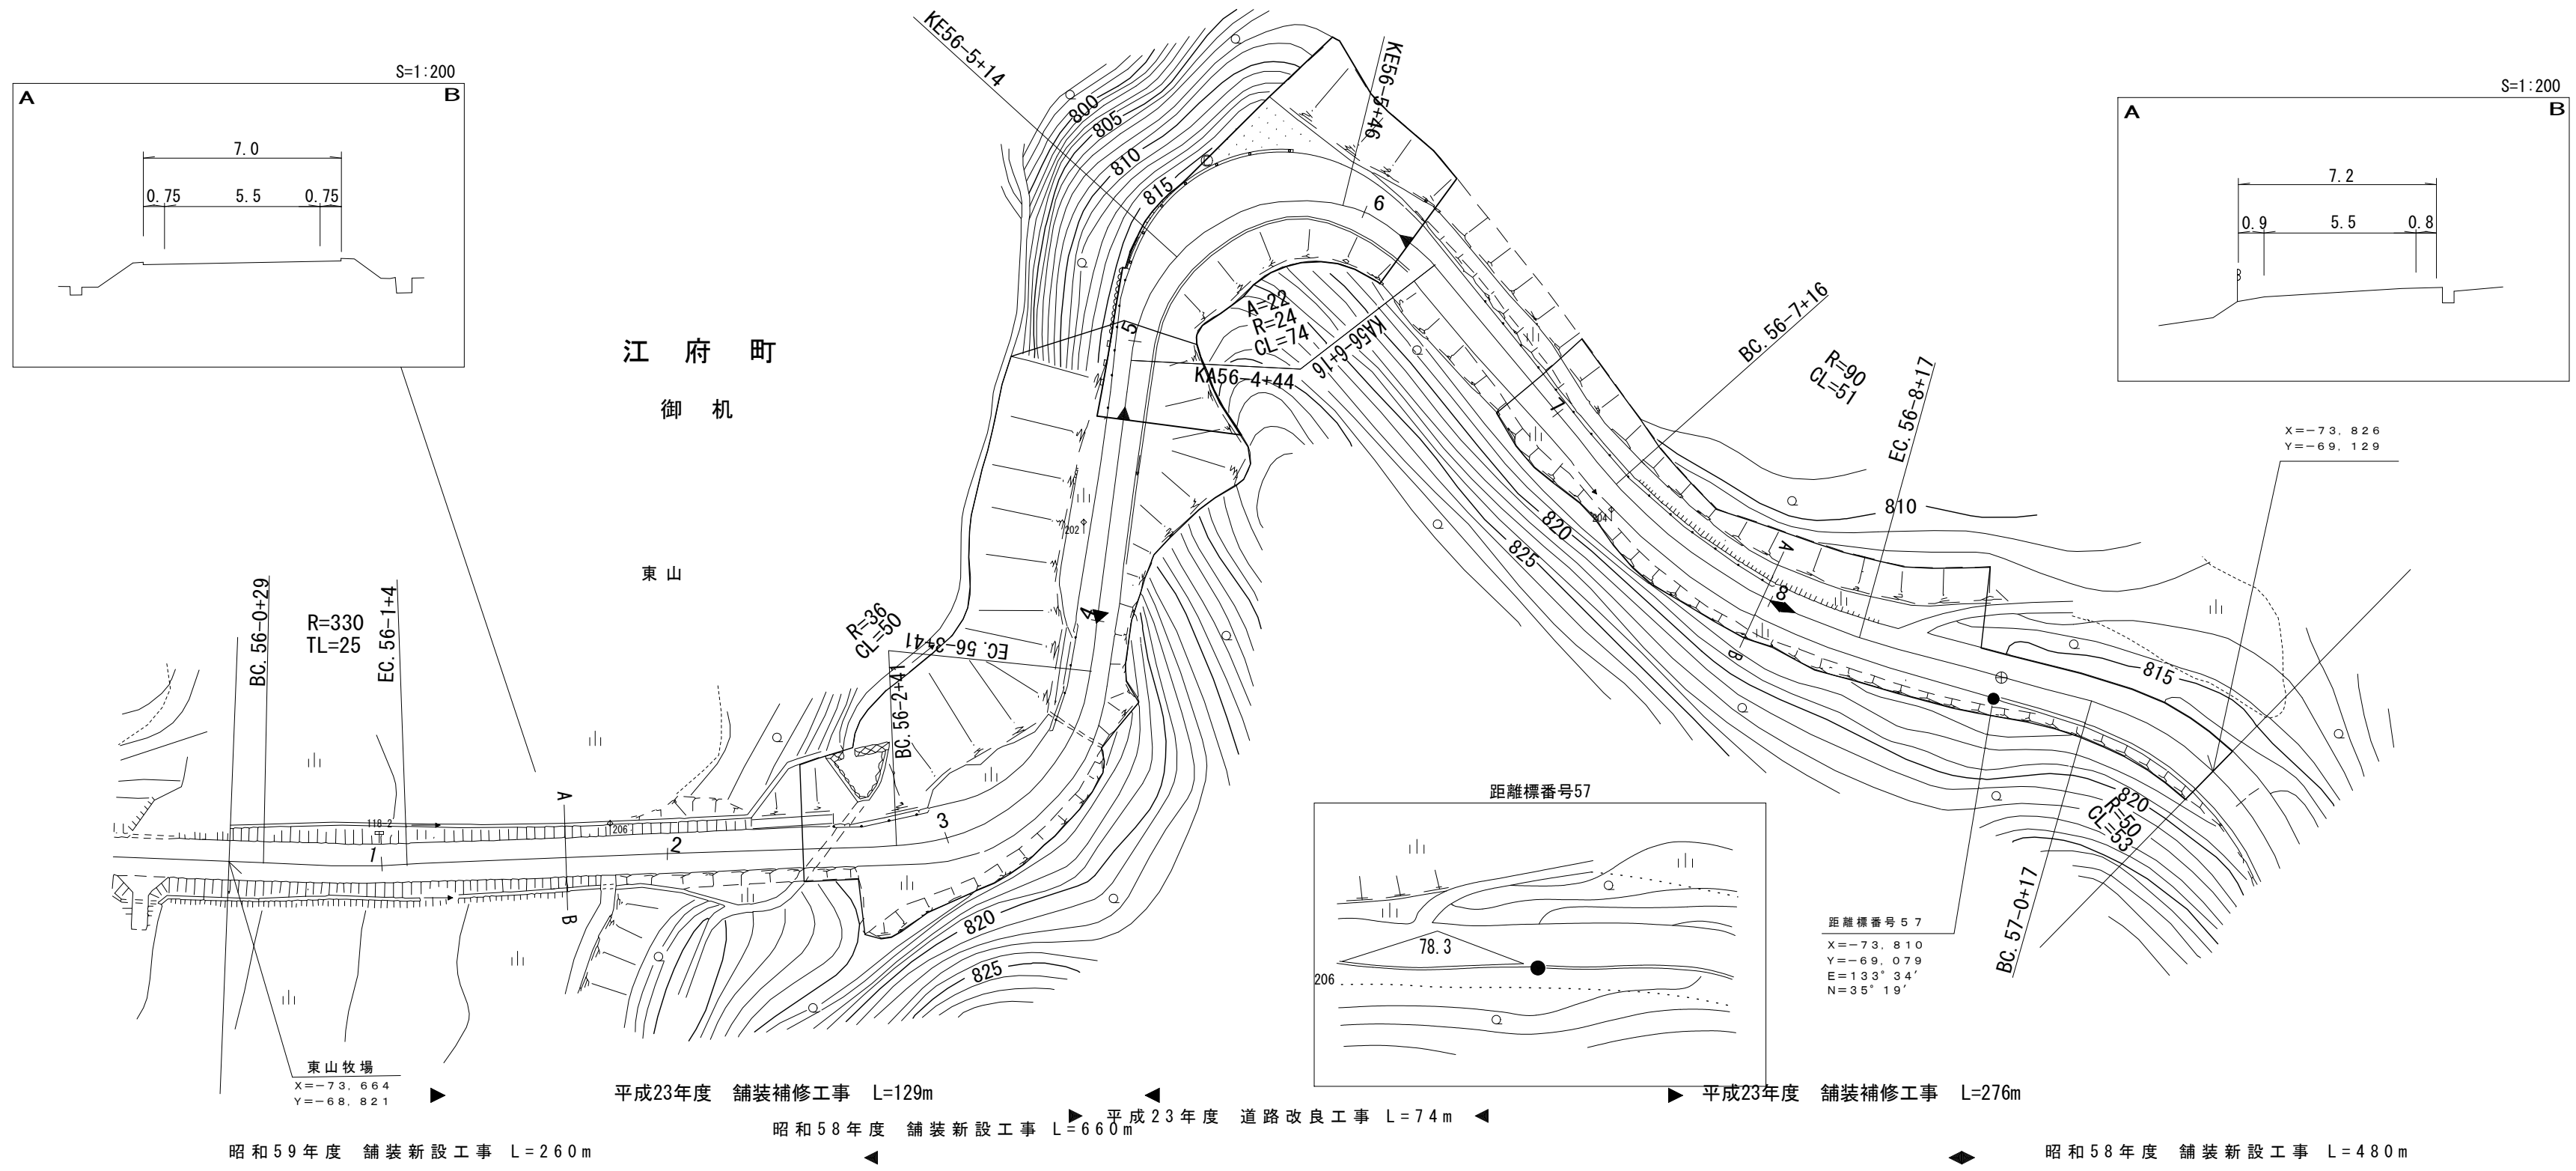 S=1:200
A
B
7.0
0.75
5.5
0.75
KE56-5+14
KE56-5+46
S=1:200
A
B
7.2
0.9
5.5
0.8
800
805
810
815
6
江府町
御机
東山
5
A=22
R=24
CL=74
KA56-4+44
KA56-6+16
BC.56-7+16
R=90
CL=51
EC.56-8+17
7
X=-73,826
Y=-69,129
810
820
825
204
202
A
8
B
815
BC.56-0+29
R=330
TL=25
EC.56-1+4
R=36
CL=50
EC.56-3+41
BC.56-2+41
4
118-2
206
A
1
2
3
B
820
825
820
R=50
CL=53
BC.57-0+17
距離標番号57
78.3
206
距離標番号57
X=-73,810
Y=-69,079
E=133°34′
N=35°19′
東山牧場
X=-73,664
Y=-68,821
平成23年度 舗装補修工事 L=129m
平成23年度 舗装補修工事 L=276m
平成23年度 道路改良工事 L=74m
昭和58年度 舗装新設工事 L=660m
昭和59年度 舗装新設工事 L=260m
昭和58年度 舗装新設工事 L=480m